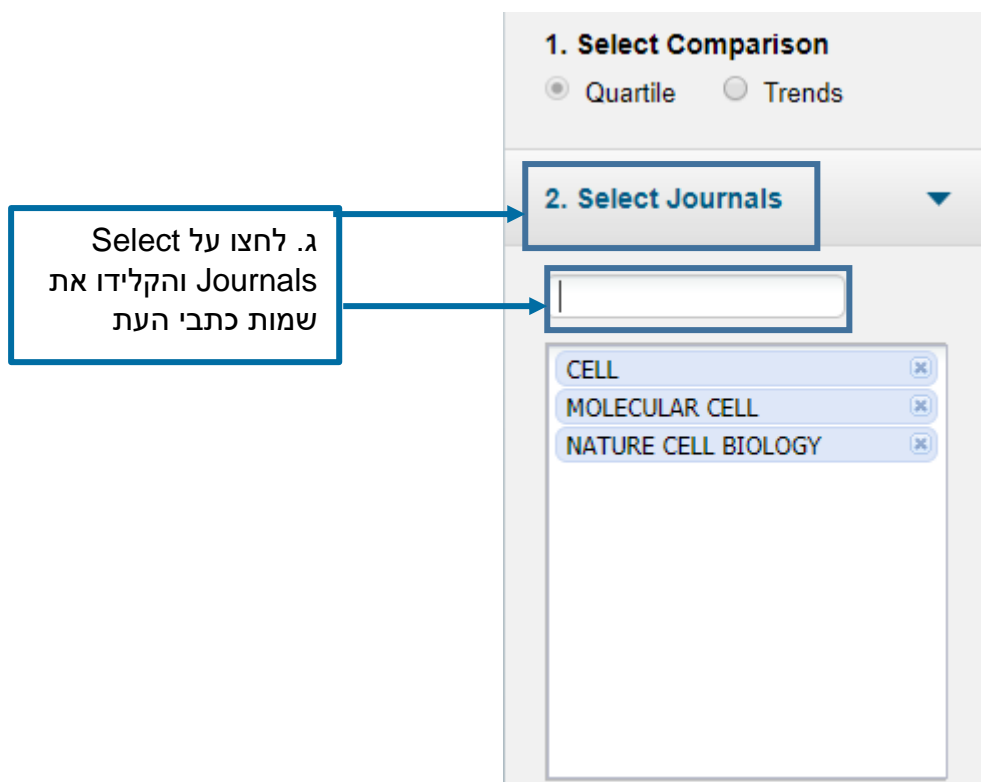 1. Select Comparison
Quartile Trends
2. Select Journals
ג. לחצו על Select
Journals והקלידו את
שמות כתבי העת
CELL
MOLECULAR CELL
NATURE CELL BIOLOGY